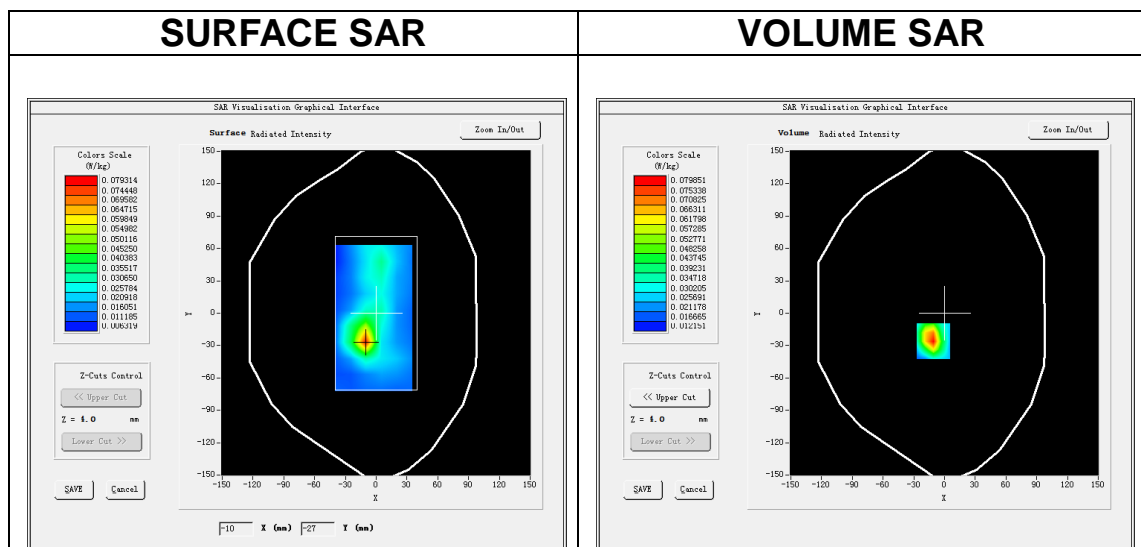 SURFACE SAR
VOLUME SAR
SAR Visualisation Graphical Interface
Surface Radiated Intensity
Zoom In/Out
Colors Scale
(W/kg)
0.079314
0.074448
0.069582
0.064715
0.059849
0.054982
0.050116
0.045250
0.040383
0.035517
0.030650
0.025784
0.020918
0.016051
0.011185
0.006319
150
120
90
60
30
0
-30
-60
-90
-120
-150
Y
-150 -120 -90 -60 -30 0 30 60 90 120 150
X
Z-Cuts Control
<< Upper Cut
Z = 4.0 mm
Lower Cut >>
SAVE Cancel
-10 X (mm) -27 Y (mm)
SAR Visualisation Graphical Interface
Volume Radiated Intensity
Zoom In/Out
Colors Scale
(W/kg)
0.079851
0.075338
0.070825
0.066311
0.061798
0.057285
0.052771
0.048258
0.043745
0.039231
0.034718
0.030205
0.025691
0.021178
0.016665
0.012151
150
120
90
60
30
0
-30
-60
-90
-120
-150
Y
-150 -120 -90 -60 -30 0 30 60 90 120 150
X
Z-Cuts Control
<< Upper Cut
Z = 4.0 mm
Lower Cut >>
SAVE Cancel